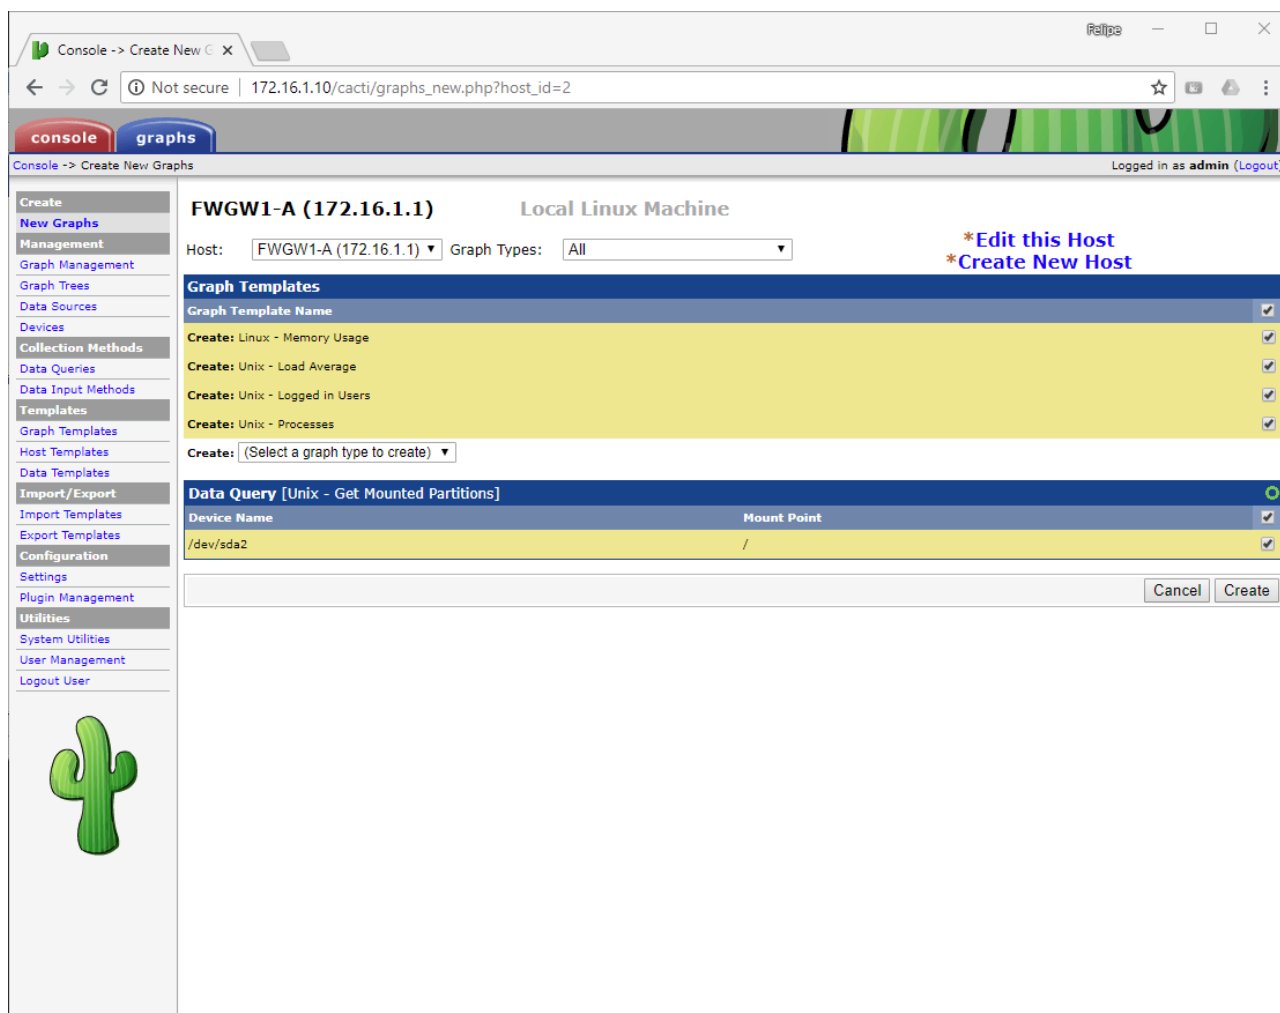 Felipe
Console -> Create New G
Not secure | 172.16.1.10/cacti/graphs_new.php?host_id=2
console graphs
Console -> Create New Graphs Logged in as admin (Logout)
Create
New Graphs
Management
Graph Management
Graph Trees
Data Sources
Devices
Collection Methods
Data Queries
Data Input Methods
Templates
Graph Templates
Host Templates
Data Templates
Import/Export
Import Templates
Export Templates
Configuration
Settings
Plugin Management
Utilities
System Utilities
User Management
Logout User
FWGW1-A (172.16.1.1) Local Linux Machine
Host: FWGW1-A (172.16.1.1) Graph Types: All
*Edit this Host
*Create New Host
Graph Templates
Graph Template Name
Create: Linux - Memory Usage
Create: Unix - Load Average
Create: Unix - Logged in Users
Create: Unix - Processes
Create: (Select a graph type to create)
Data Query [Unix - Get Mounted Partitions]
Device Name Mount Point
/dev/sda2 /
Cancel Create